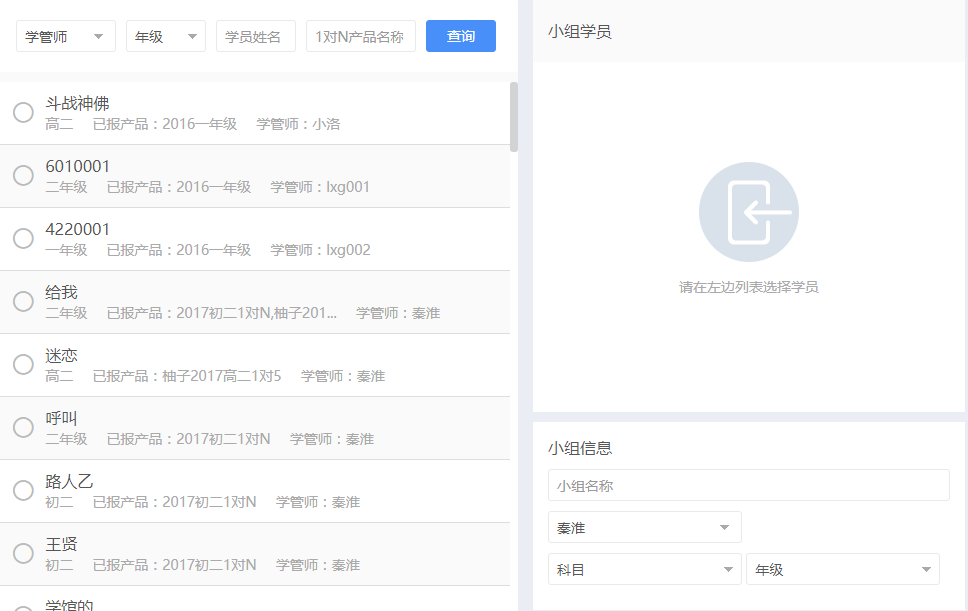 学管师 年级 学员姓名 1对N产品名称 查询
斗战神佛
高二 已报产品：2016一年级 学管师：小洛
6010001
二年级 已报产品：2016一年级 学管师：lxg001
4220001
一年级 已报产品：2016一年级 学管师：lxg002
给我
二年级 已报产品：2017初二1对N,柚子201... 学管师：秦淮
迷恋
高二 已报产品：柚子2017高二1对5 学管师：秦淮
呼叫
二年级 已报产品：2017初二1对N 学管师：秦淮
路人乙
初二 已报产品：2017初二1对N 学管师：秦淮
王贤
初二 已报产品：2017初二1对N 学管师：秦淮
学馆的
小组学员
请在左边列表选择学员
小组信息
小组名称
秦淮
科目 年级